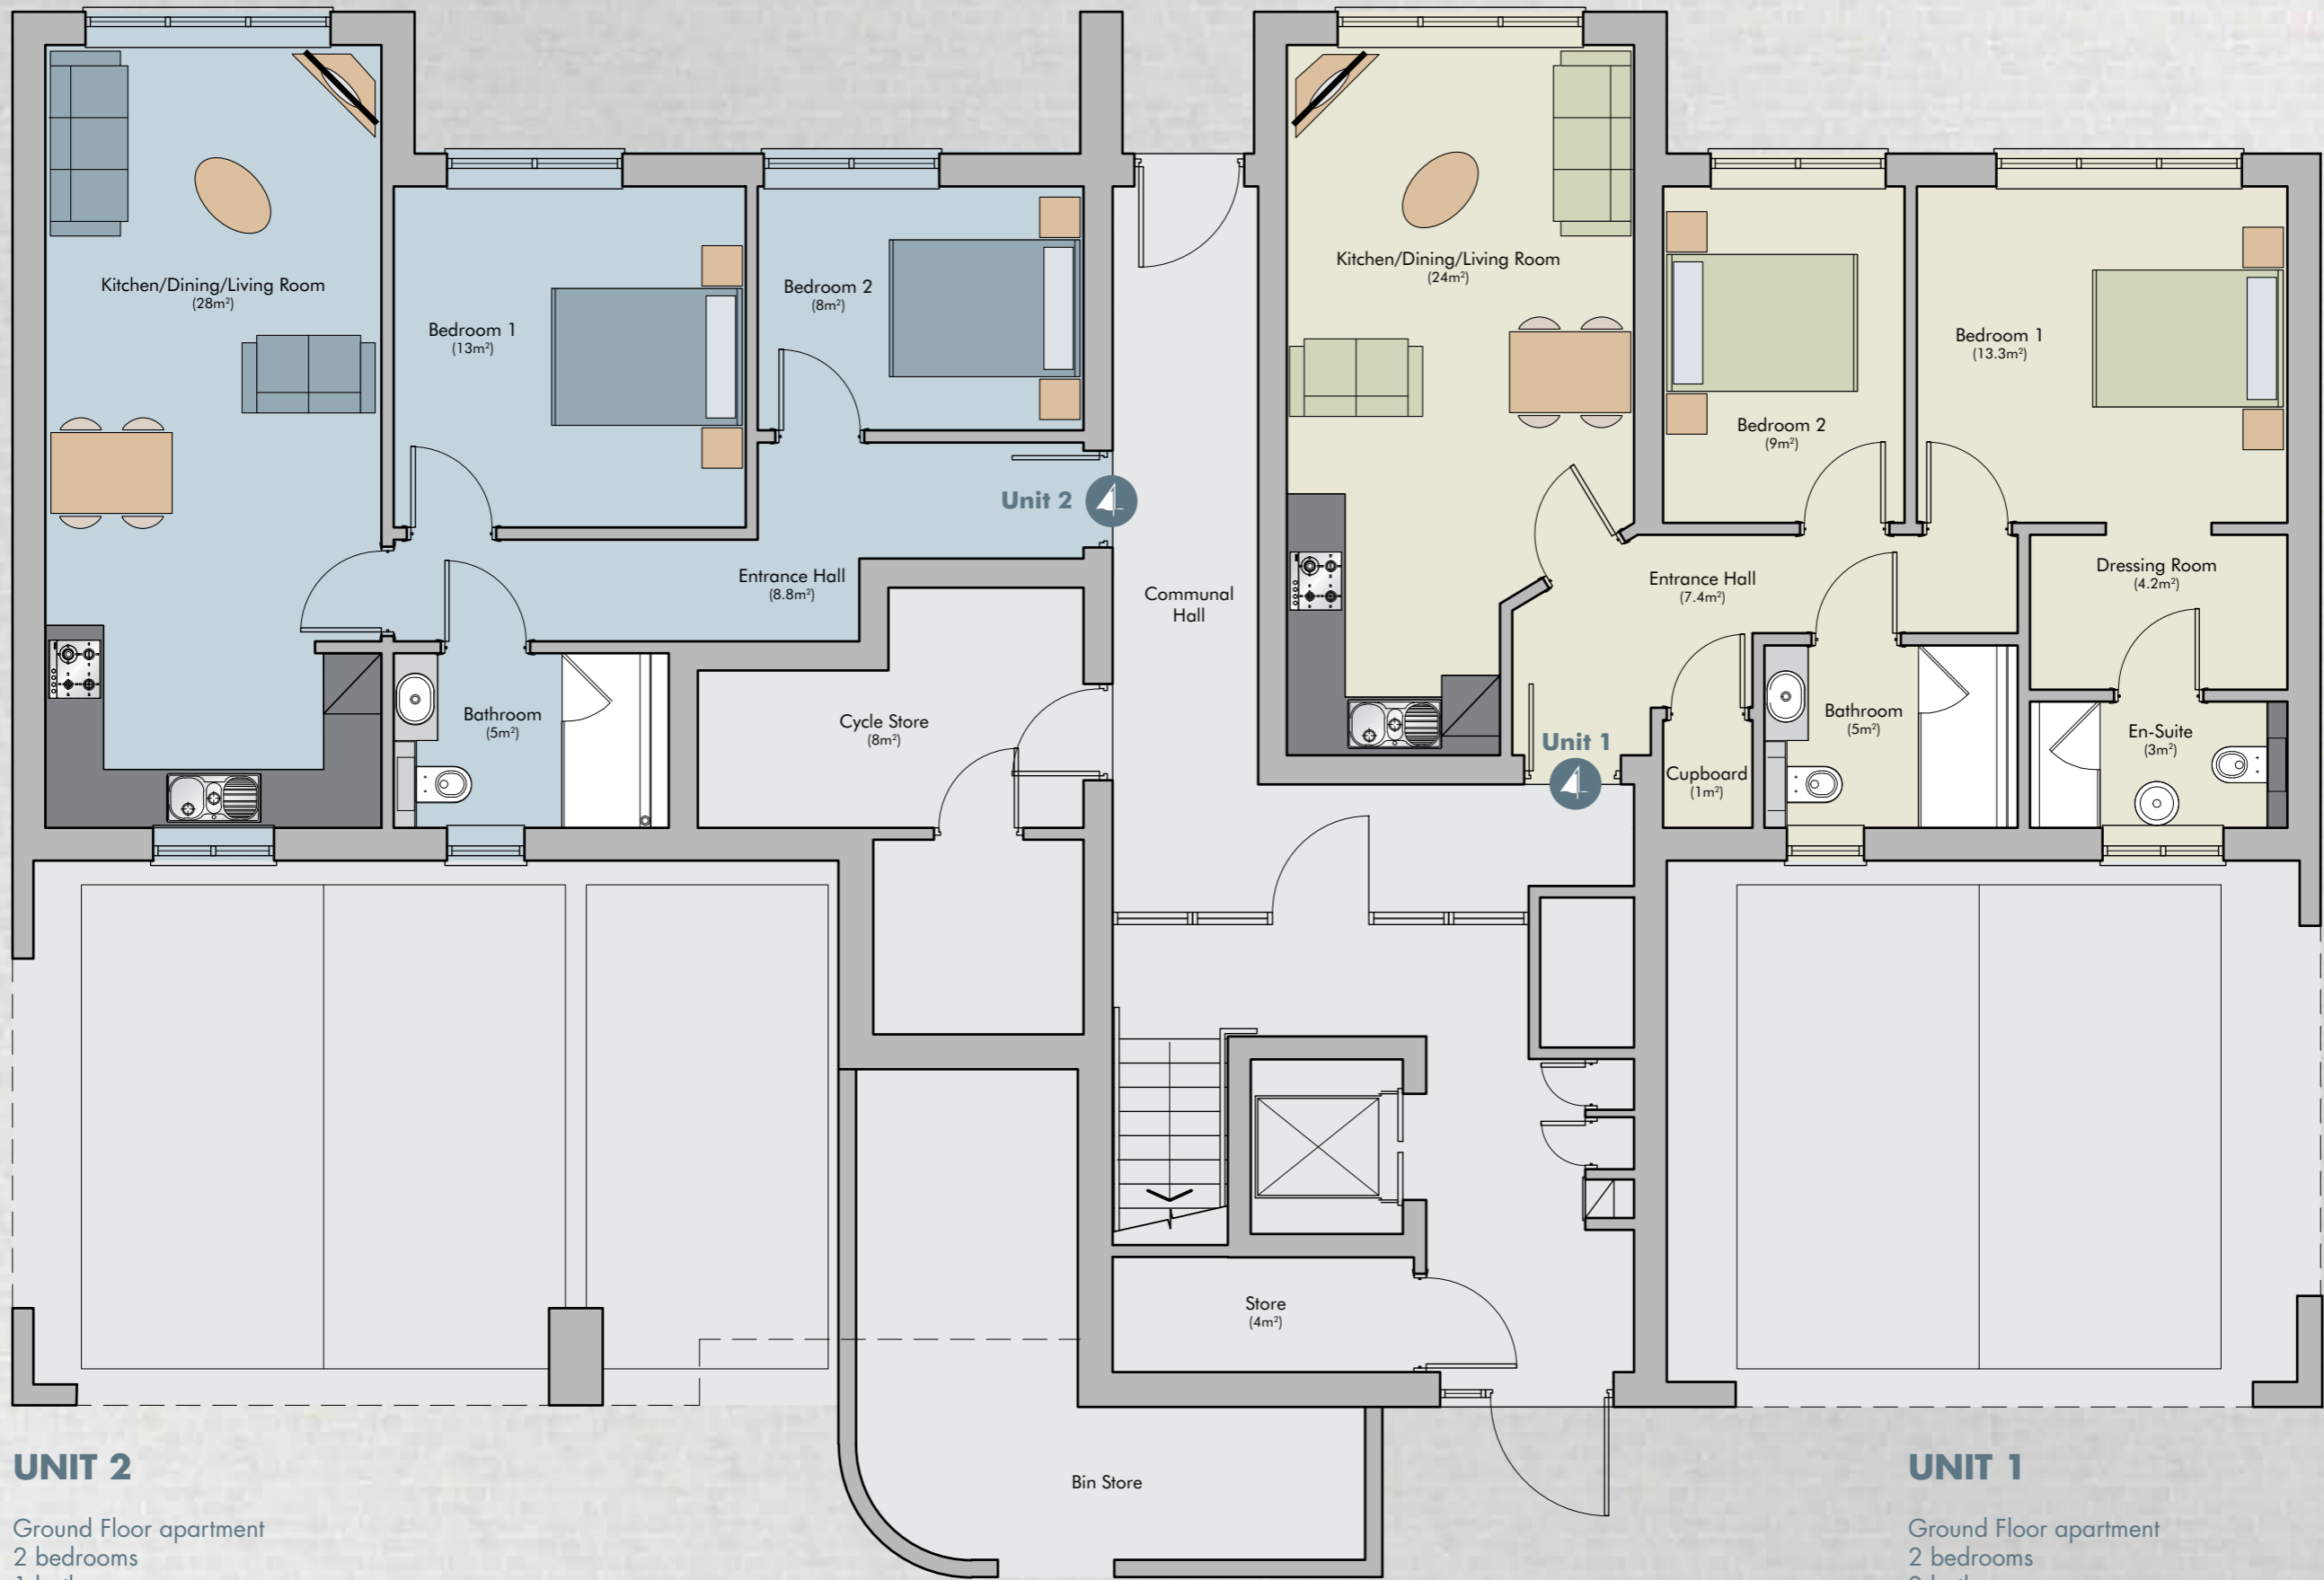 Kitchen/Dining/Living Room
(28m²)
Bedroom 1
(13m²)
Bedroom 2
(8m²)
Unit 2
Entrance Hall
(8.8m²)
Bathroom
(5m²)
Cycle Store
(8m²)
Communal
Hall
Kitchen/Dining/Living Room
(24m²)
Bedroom 2
(9m²)
Bedroom 1
(13.3m²)
Entrance Hall
(7.4m²)
Dressing Room
(4.2m²)
Unit 1
Cupboard
(1m²)
Bathroom
(5m²)
En-Suite
(3m²)
Store
(4m²)
Bin Store
UNIT 2
Ground Floor apartment
2 bedrooms
UNIT 1
Ground Floor apartment
2 bedrooms